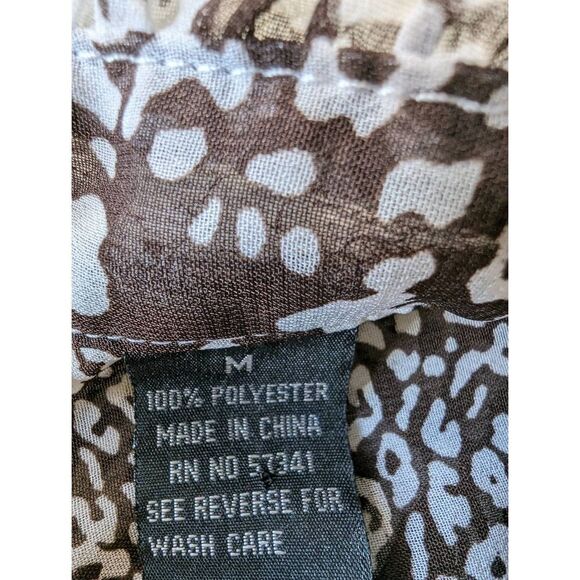 M
100% POLYESTER
MADE IN CHINA
RN NO 57341
SEE REVERSE FOR
WASH CARE